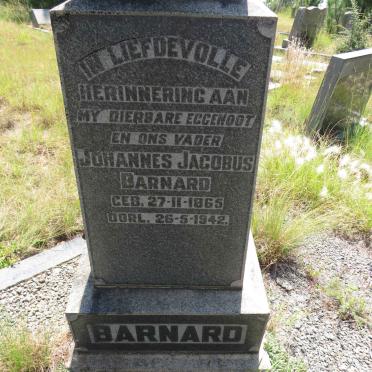 IN LIEFDEVOLLE
HERINNERING AAN
MY DIERBARE EGGENOOT
EN ONS VADER
JOHANNES JACOBUS
BARNARD
GEB. 27-11-1865
OORL. 26-5-1942.
BARNARD